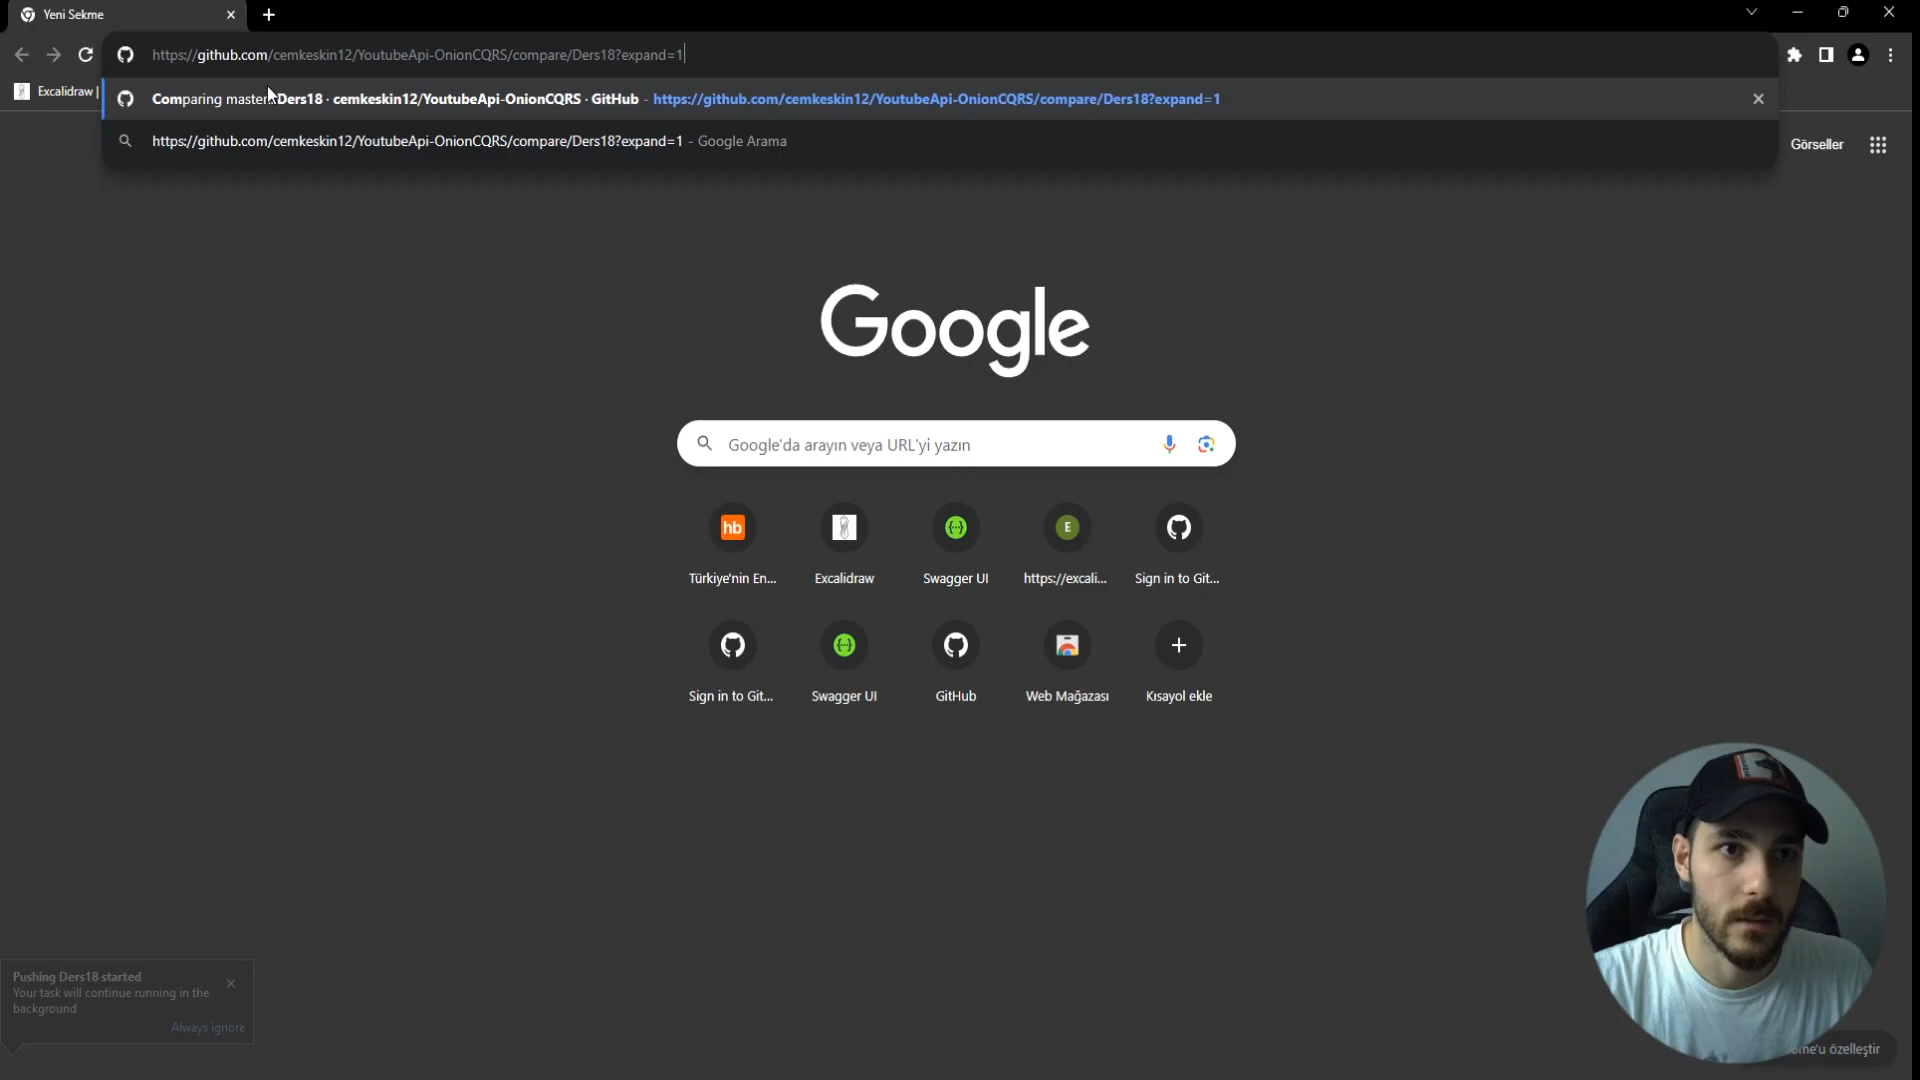 Yeni Sekme
https://github.com/cemkeskin12/YoutubeApi-OnionCQRS/compare/Ders18?expand=1
Excalidraw |
Comparing master...Ders18 · cemkeskin12/YoutubeApi-OnionCQRS · GitHub - https://github.com/cemkeskin12/YoutubeApi-OnionCQRS/compare/Ders18?expand=1
https://github.com/cemkeskin12/YoutubeApi-OnionCQRS/compare/Ders18?expand=1 - Google Arama
Görseller
Google
Google'da arayın veya URL'yi yazın
hb
E
Türkiye'nin En...
Excalidraw
Swagger UI
https://excali...
Sign in to Git...
Sign in to Git...
Swagger UI
GitHub
Web Mağazası
Kısayol ekle
Pushing Ders18 started
Your task will continue running in the
background
Always ignore
özelleştir